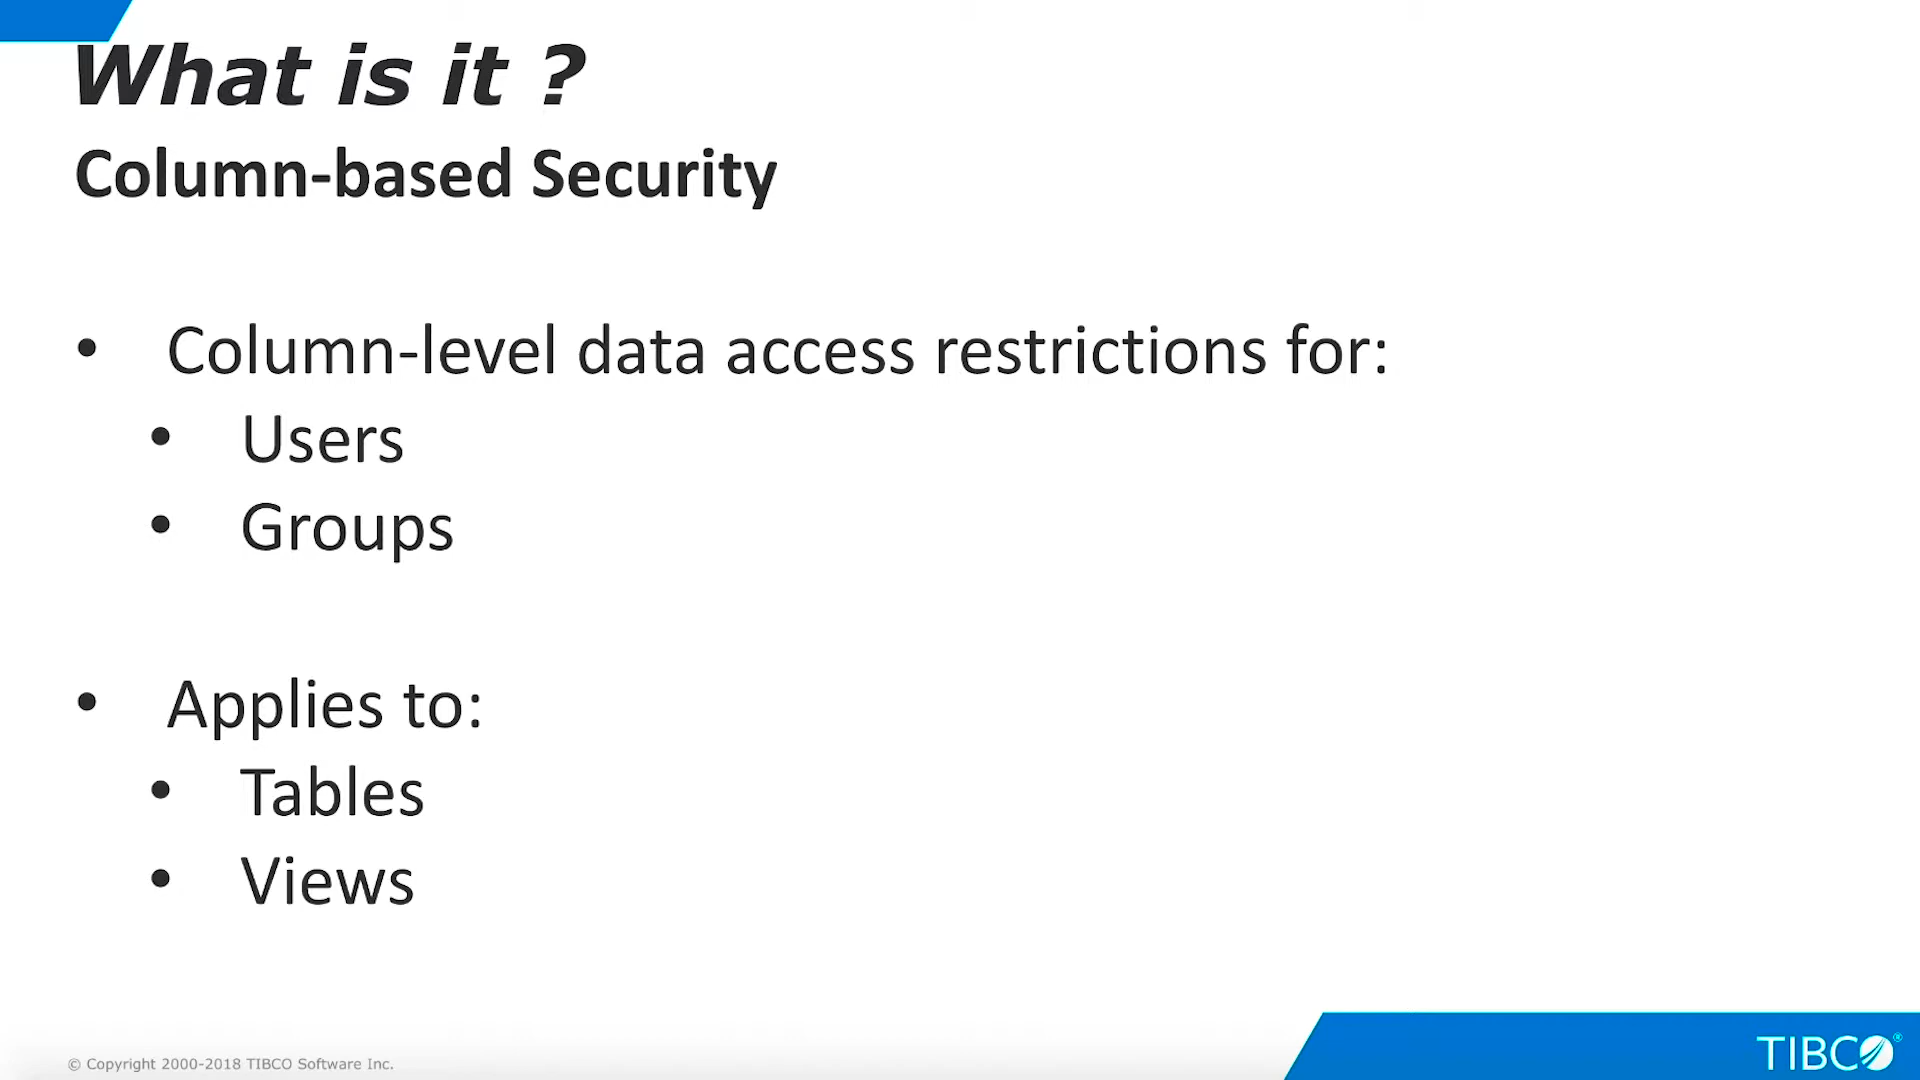 What is it ?
Column-based Security
• Column-level data access restrictions for:
• Users
• Groups
• Applies to:
• Tables
• Views
© Copyright 2000-2018 TIBCO Software Inc.
TIBCO®